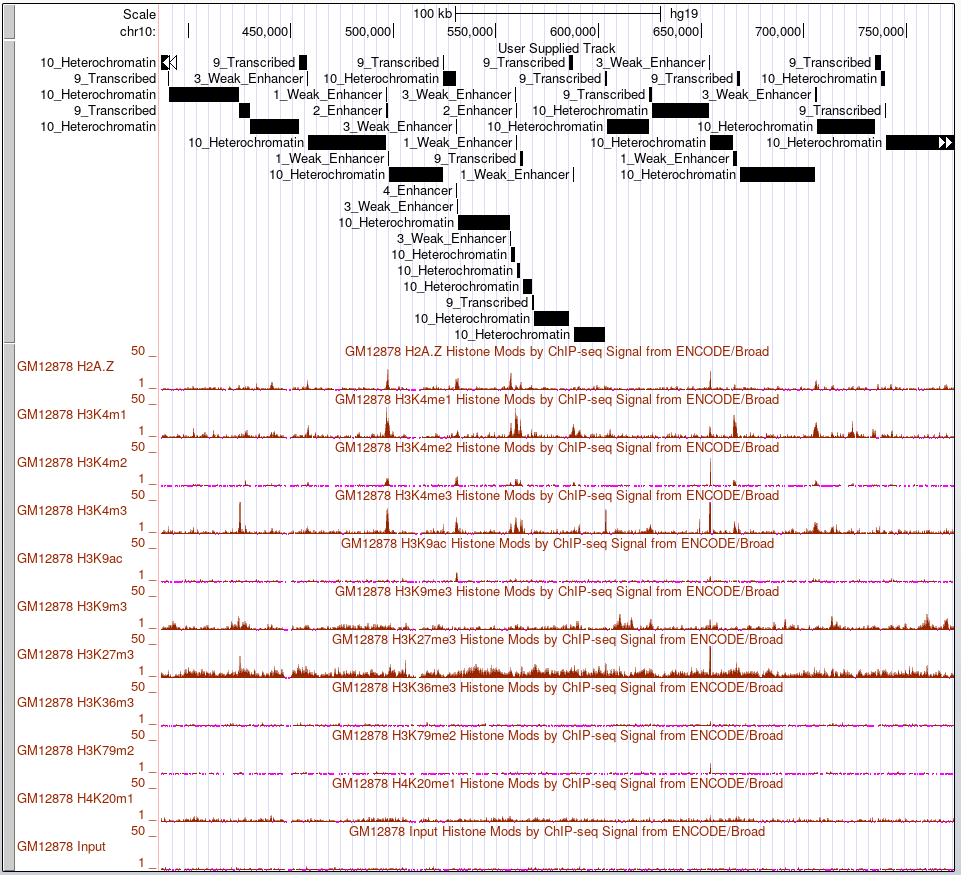 Scale 100 kb hg19
chr10: 450,000 500,000 550,000 600,000 650,000 700,000 750,000
User Supplied Track
10_Heterochromatin 9_Transcribed 9_Transcribed 9_Transcribed 3_Weak_Enhancer 9_Transcribed
9_Transcribed 3_Weak_Enhancer 10_Heterochromatin 9_Transcribed 9_Transcribed 10_Heterochromatin
10_Heterochromatin 1_Weak_Enhancer 3_Weak_Enhancer 9_Transcribed 3_Weak_Enhancer
9_Transcribed 2_Enhancer 2_Enhancer 10_Heterochromatin 9_Transcribed
10_Heterochromatin 3_Weak_Enhancer 10_Heterochromatin 10_Heterochromatin
10_Heterochromatin 1_Weak_Enhancer 10_Heterochromatin 10_Heterochromatin
1_Weak_Enhancer 9_Transcribed 1_Weak_Enhancer
10_Heterochromatin 1_Weak_Enhancer 10_Heterochromatin
4_Enhancer
3_Weak_Enhancer
10_Heterochromatin
3_Weak_Enhancer
10_Heterochromatin
10_Heterochromatin
10_Heterochromatin
9_Transcribed
10_Heterochromatin
10_Heterochromatin
50 _ GM12878 H2A.Z Histone Mods by ChIP-seq Signal from ENCODE/Broad
GM12878 H2A.Z
1 _
50 _ GM12878 H3K4me1 Histone Mods by ChIP-seq Signal from ENCODE/Broad
GM12878 H3K4m1
1 _
50 _ GM12878 H3K4me2 Histone Mods by ChIP-seq Signal from ENCODE/Broad
GM12878 H3K4m2
1 _
50 _ GM12878 H3K4me3 Histone Mods by ChIP-seq Signal from ENCODE/Broad
GM12878 H3K4m3
1 _
50 _ GM12878 H3K9ac Histone Mods by ChIP-seq Signal from ENCODE/Broad
GM12878 H3K9ac
1 _
50 _ GM12878 H3K9me3 Histone Mods by ChIP-seq Signal from ENCODE/Broad
GM12878 H3K9m3
1 _
50 _ GM12878 H3K27me3 Histone Mods by ChIP-seq Signal from ENCODE/Broad
GM12878 H3K27m3
1 _
50 _ GM12878 H3K36me3 Histone Mods by ChIP-seq Signal from ENCODE/Broad
GM12878 H3K36m3
1 _
50 _ GM12878 H3K79me2 Histone Mods by ChIP-seq Signal from ENCODE/Broad
GM12878 H3K79m2
1 _
50 _ GM12878 H4K20me1 Histone Mods by ChIP-seq Signal from ENCODE/Broad
GM12878 H4K20m1
1 _
50 _ GM12878 Input Histone Mods by ChIP-seq Signal from ENCODE/Broad
GM12878 Input
1 _